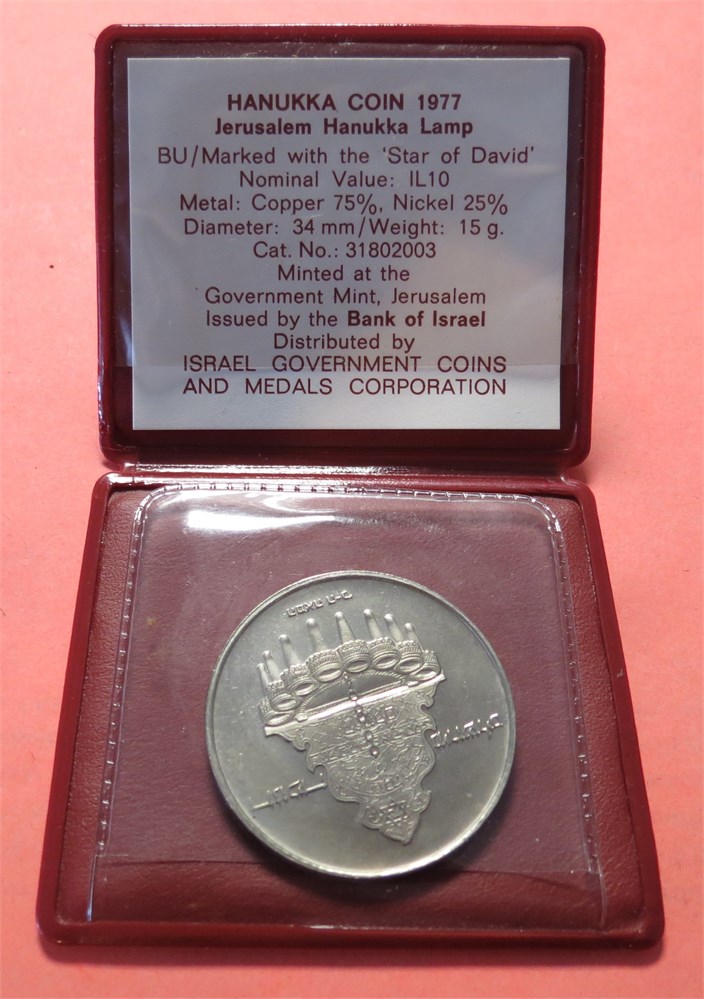 HANUKKA COIN 1977
Jerusalem Hanukka Lamp
BU/Marked with the 'Star of David'
Nominal Value: IL10
Metal: Copper 75%, Nickel 25%
Diameter: 34 mm/Weight: 15 g.
Cat. No.: 31802003
Minted at the
Government Mint, Jerusalem
Issued by the Bank of Israel
Distributed by
ISRAEL GOVERNMENT COINS
AND MEDALS CORPORATION